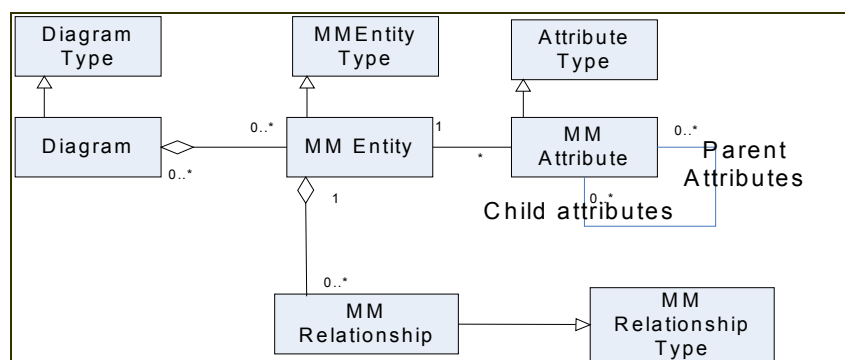 Diagram
Type
MMEntity
Type
Attribute
Type
Diagram
0..*
0..*
MM Entity
1
*
MM
Attribute
0..*
Parent
Attributes
0..*
Child attributes
1
0..*
MM
Relationship
MM
Relationship
Type